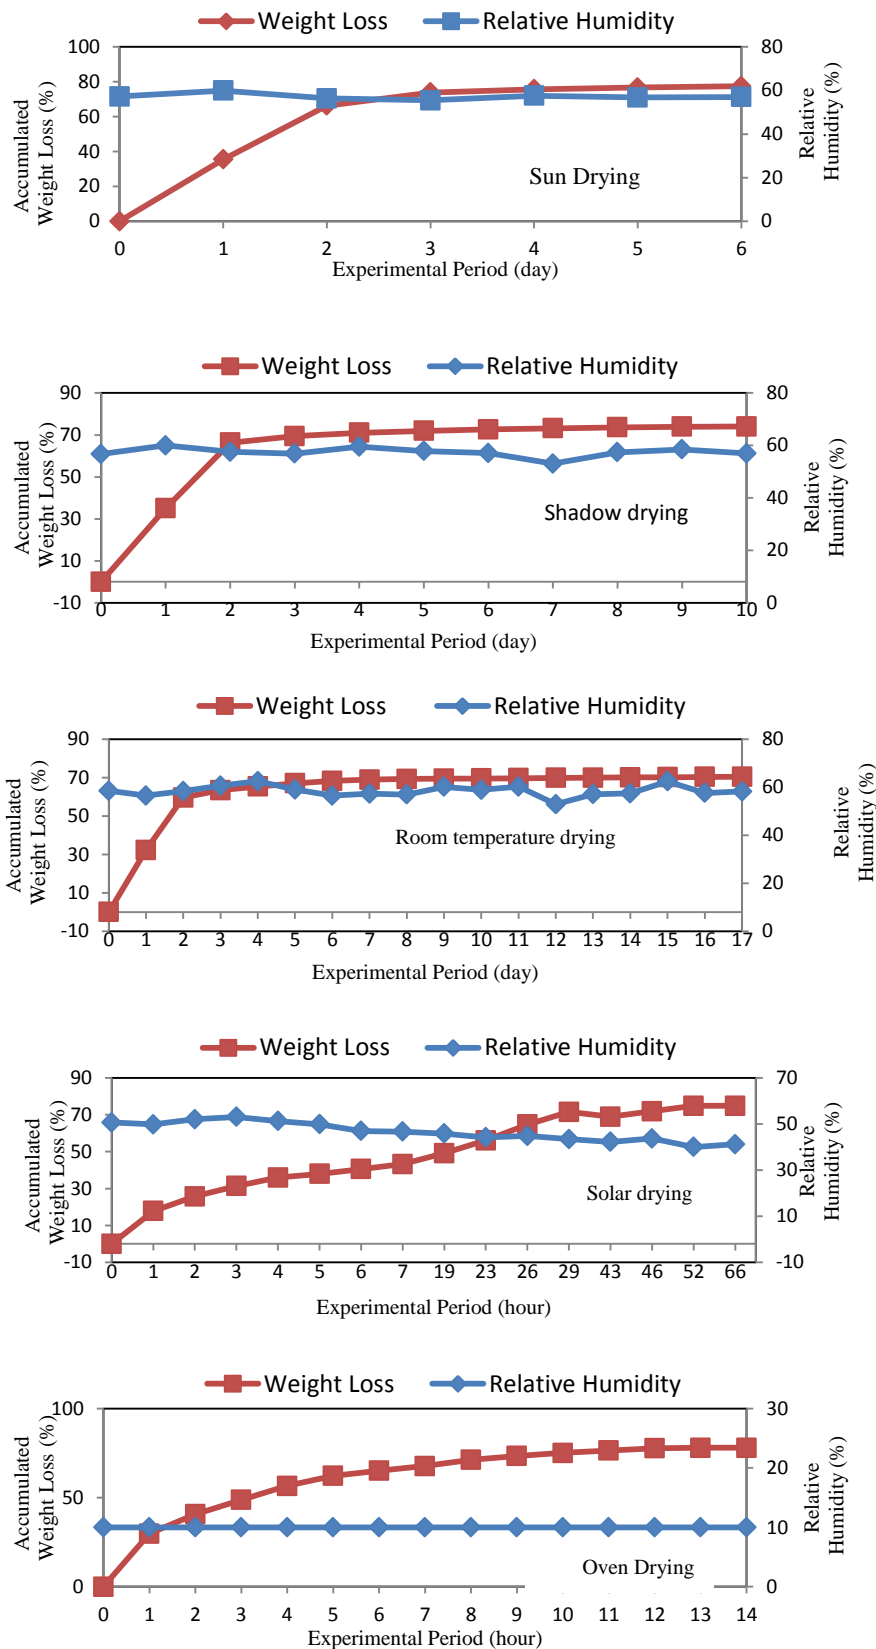 Weight Loss Relative Humidity
100 80
80 60
60 40
40
20 20
0 0
Accumulated
Weight Loss (%)
Relative
Humidity (%)
Sun Drying
0 1 2 3 4 5 6
Experimental Period (day)
Weight Loss Relative Humidity
90 80
70 60
50 40
30
10 20
-10 0
Accumulated
Weight Loss (%)
Relative
Humidity (%)
Shadow drying
0 1 2 3 4 5 6 7 8 9 10
Experimental Period (day)
Weight Loss Relative Humidity
90 80
70 60
50 40
30
10 20
-10 0
Accumulated
Weight Loss (%)
Relative
Humidity (%)
Room temperature drying
0 1 2 3 4 5 6 7 8 9 10 11 12 13 14 15 16 17
Experimental Period (day)
Weight Loss Relative Humidity
90 70
70 50
50 30
30
10 10
-10 -10
Accumulated
Weight Loss (%)
Relative
Humidity (%)
Solar drying
0 1 2 3 4 5 6 7 19 23 26 29 43 46 52 66
Experimental Period (hour)
Weight Loss Relative Humidity
100 30
20
50
10
0 0
Accumulated
Weight Loss (%)
Relative
Humidity (%)
Oven Drying
0 1 2 3 4 5 6 7 8 9 10 11 12 13 14
Experimental Period (hour)